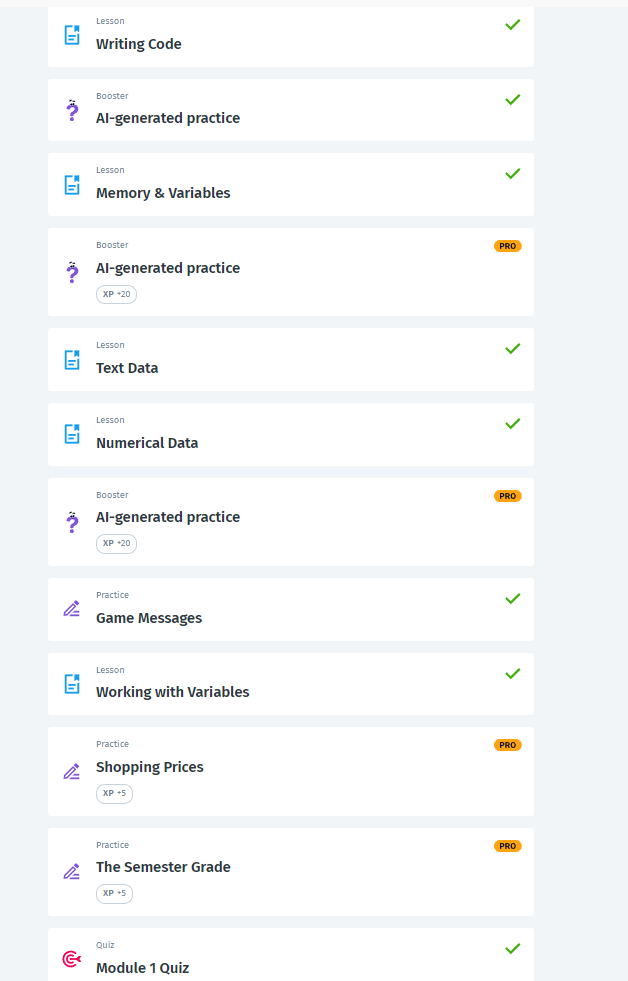 Lesson
Writing Code
Booster
AI-generated practice
Lesson
Memory & Variables
Booster
PRO
AI-generated practice
XP +20
Lesson
Text Data
Lesson
Numerical Data
Booster
PRO
AI-generated practice
XP +20
Practice
Game Messages
Lesson
Working with Variables
Practice
PRO
Shopping Prices
XP +5
Practice
PRO
The Semester Grade
XP +5
Quiz
Module 1 Quiz